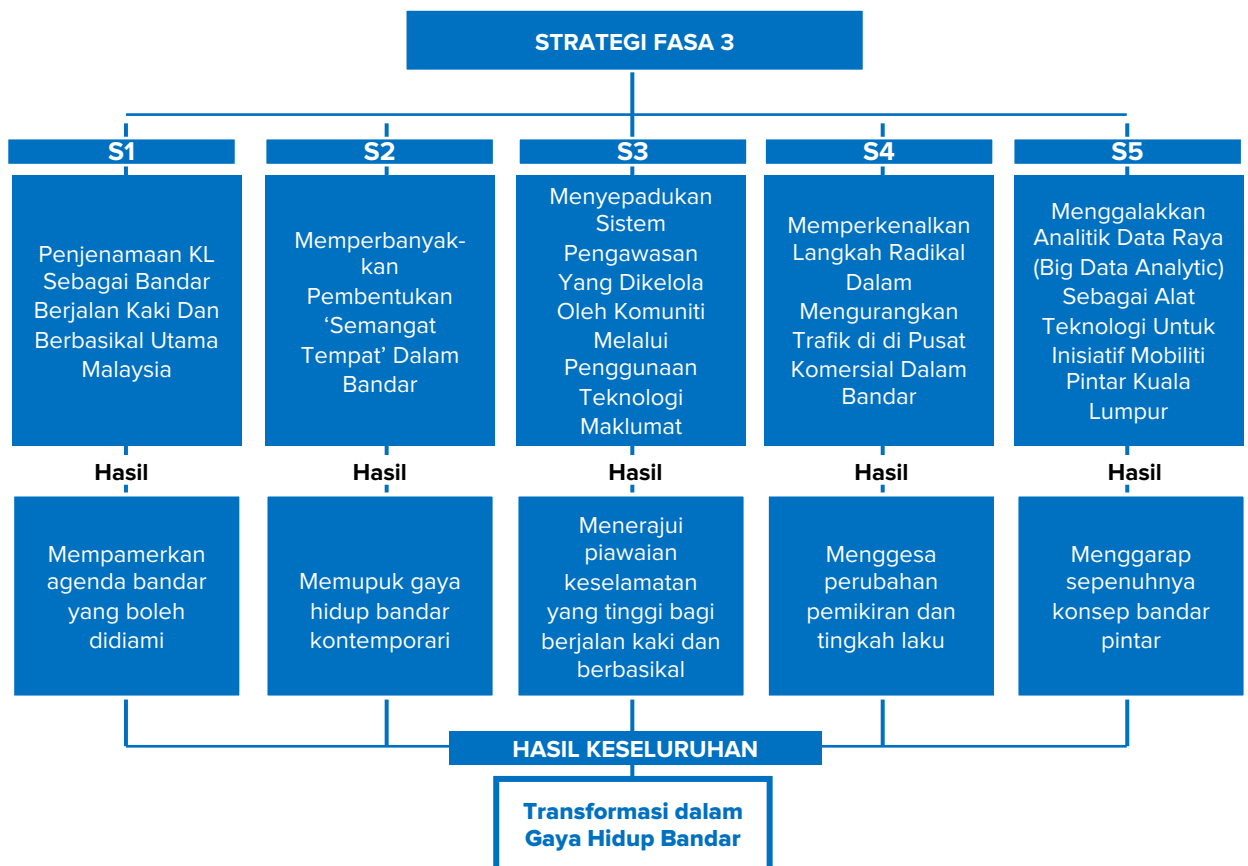 STRATEGI FASA 3
S1
Penjenamaan KL
Sebagai Bandar
Berjalan Kaki Dan
Berbasikal Utama
Malaysia
Hasil
Mempamerkan
agenda bandar
yang boleh
didiami
S2
Memperbanyak-
kan
Pembentukan
‘Semangat
Tempat’ Dalam
Bandar
Hasil
Memupuk gaya
hidup bandar
kontemporari
S3
Menyepadukan
Sistem
Pengawasan
Yang Dikelola
Oleh Komuniti
Melalui
Penggunaan
Teknologi
Maklumat
Hasil
Menerajui
piawaian
keselamatan
yang tinggi bagi
berjalan kaki dan
berbasikal
S4
Memperkenalkan
Langkah Radikal
Dalam
Mengurangkan
Trafik di di Pusat
Komersial Dalam
Bandar
Hasil
Menggesa
perubahan
pemikiran dan
tingkah laku
S5
Menggalakkan
Analitik Data Raya
(Big Data Analytic)
Sebagai Alat
Teknologi Untuk
Inisiatif Mobiliti
Pintar Kuala
Lumpur
Hasil
Menggarap
sepenuhnya
konsep bandar
pintar
HASIL KESELURUHAN
Transformasi dalam
Gaya Hidup Bandar